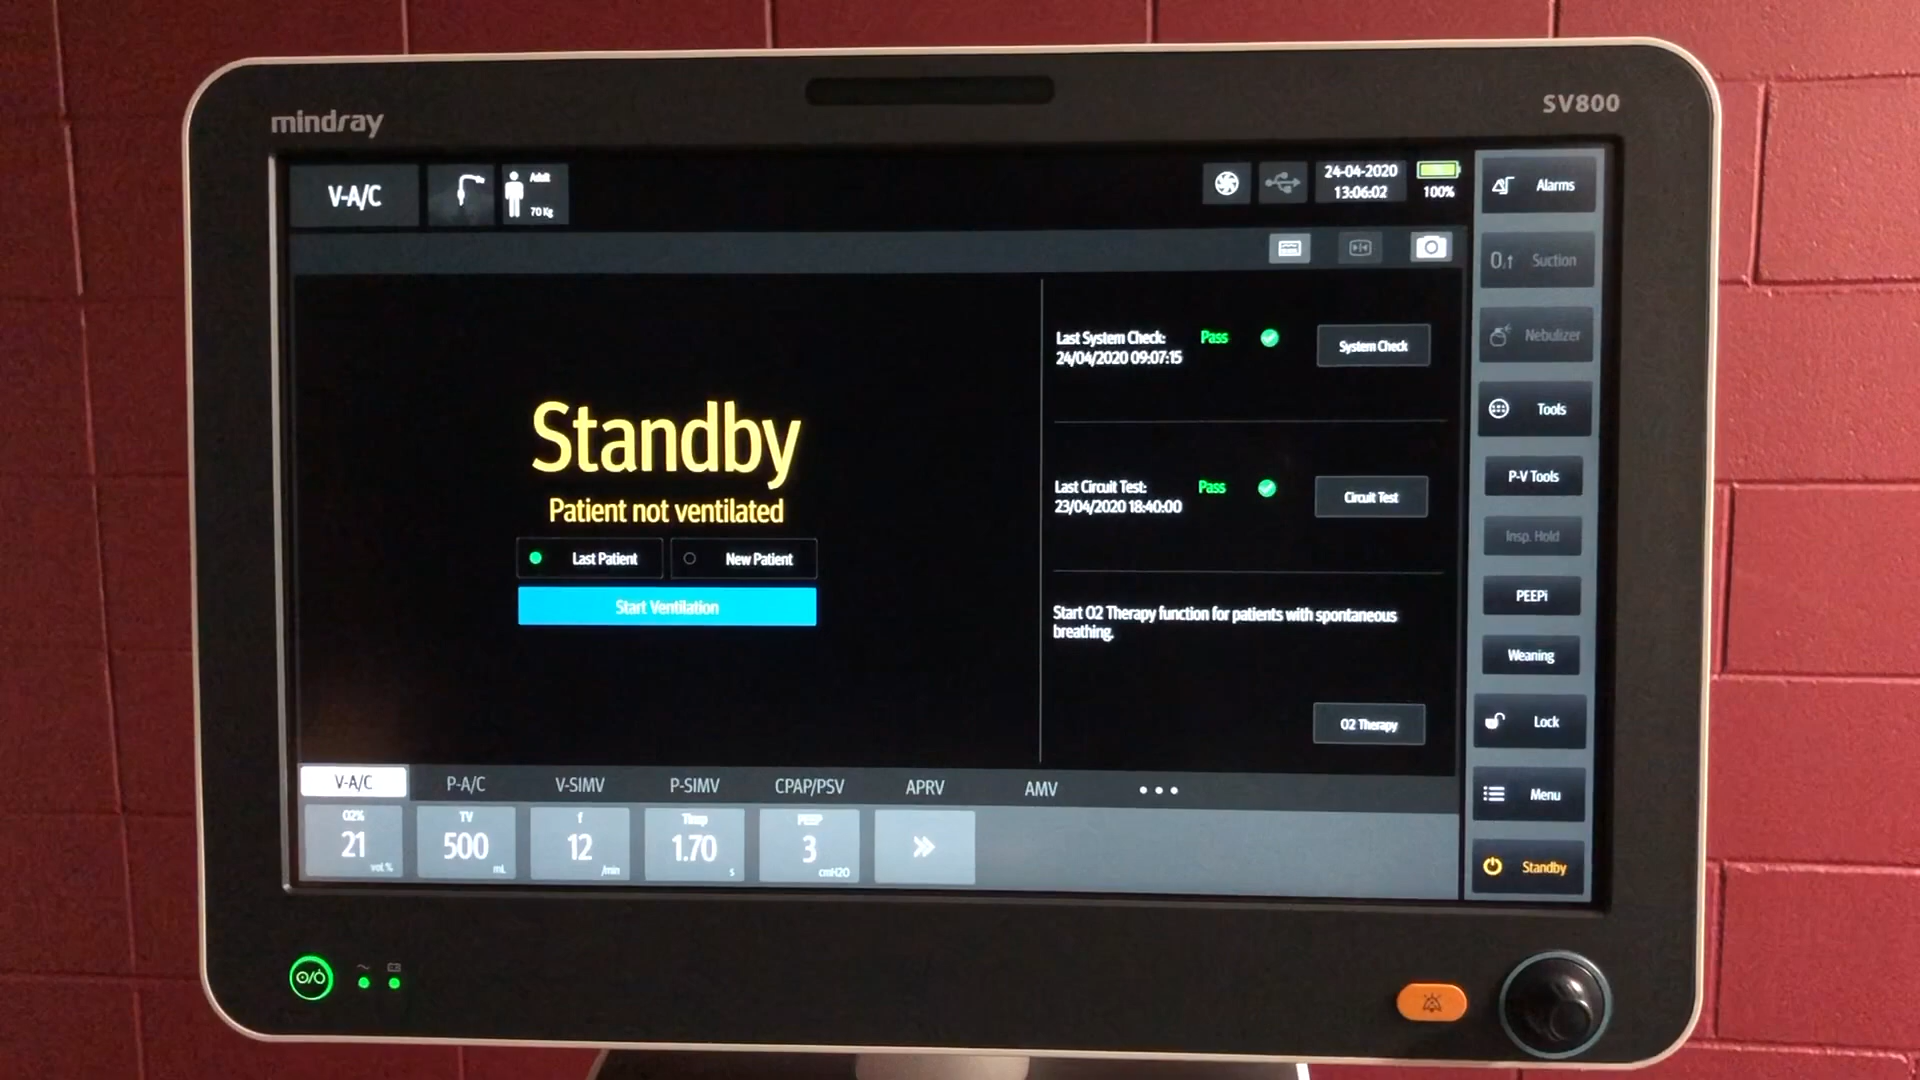 mindray
SV800
V-A/C
Adult
70 Kg
24-04-2020
13:06:02
100%
Alarms
Suction
Nebulizer
Tools
P-V Tools
Insp. Hold
PEEPi
Weaning
Lock
Menu
Standby
Standby
Patient not ventilated
Last Patient
New Patient
Start Ventilation
Last System Check:
24/04/2020 09:07:15
Pass
System Check
Last Circuit Test:
23/04/2020 18:40:00
Pass
Circuit Test
Start O2 Therapy function for patients with spontaneous
breathing.
O2 Therapy
V-A/C P-A/C V-SIMV P-SIMV CPAP/PSV APRV AMV
O2%
21
vol %
TV
500
mL
f
12
/min
Tinsp
1.70
s
PEEP
3
cmH2O